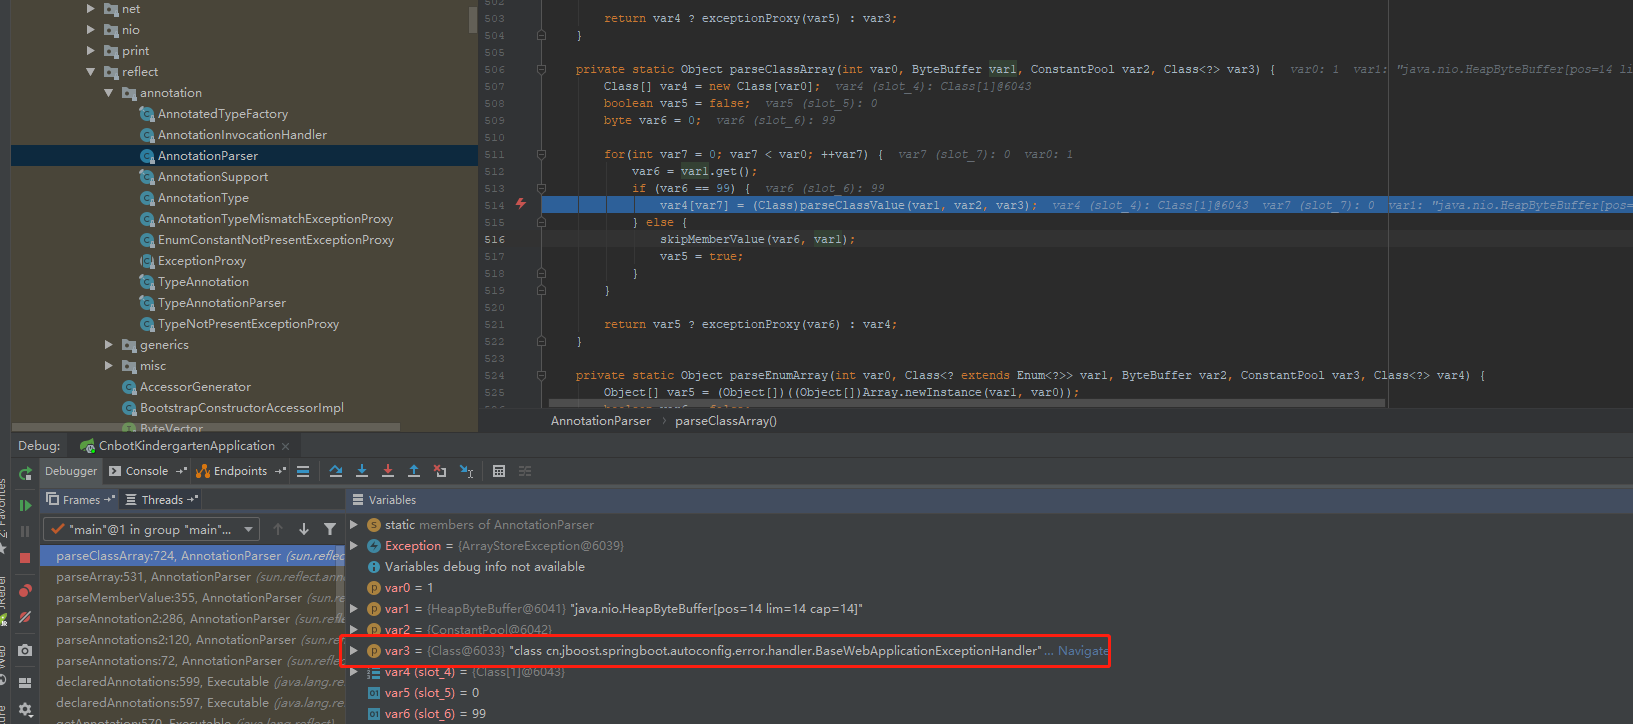 net
nio
print
reflect
annotation
AnnotatedTypeFactory
AnnotationInvocationHandler
AnnotationParser
AnnotationSupport
AnnotationType
AnnotationTypeMismatchExceptionProxy
EnumConstantNotPresentExceptionProxy
ExceptionProxy
TypeAnnotation
TypeAnnotationParser
TypeNotPresentExceptionProxy
generics
misc
AccessorGenerator
BootstrapConstructorAccessorImpl
ByteVector
502
503 return var4 ? exceptionProxy(var5) : var3;
504 }
505
506 private static Object parseClassArray(int var0, ByteBuffer var1, ConstantPool var2, Class<?> var3) { var0: 1 var1: "java.nio.HeapByteBuffer[pos=14 li
507 Class[] var4 = new Class[var0]; var4 (slot_4): Class[1]@6043
508 boolean var5 = false; var5 (slot_5): 0
509 byte var6 = 0; var6 (slot_6): 99
510
511 for(int var7 = 0; var7 < var0; ++var7) { var7 (slot_7): 0 var0: 1
512 var6 = var1.get();
513 if (var6 == 99) { var6 (slot_6): 99
514 var4[var7] = (Class)parseClassValue(var1, var2, var3); var4 (slot_4): Class[1]@6043 var7 (slot_7): 0 var1: "java.nio.HeapByteBuffer[pos=
515 } else {
516 skipMemberValue(var6, var1);
517 var5 = true;
518 }
519 }
520
521 return var5 ? exceptionProxy(var6) : var4;
522 }
523
524 private static Object parseEnumArray(int var0, Class<? extends Enum<?>> var1, ByteBuffer var2, ConstantPool var3, Class<?> var4) {
525 Object[] var5 = (Object[])((Object[])Array.newInstance(var1, var0));
AnnotationParser › parseClassArray()
Debug: CnbotKindergartenApplication ×
Debugger Console Endpoints
Frames Threads
"main"@1 in group "main"...
parseClassArray:724, AnnotationParser (sun.reflect
parseArray:531, AnnotationParser (sun.reflect.ann
parseMemberValue:355, AnnotationParser (sun.re
parseAnnotation2:286, AnnotationParser (sun.refl
parseAnnotations2:120, AnnotationParser (sun.re
parseAnnotations:72, AnnotationParser (sun.refle
declaredAnnotations:599, Executable (java.lang.re
declaredAnnotations:597, Executable (java.lang.re
getAnnotation:570, Executable (java.lang.reflect)
Variables
static members of AnnotationParser
Exception = {ArrayStoreException@6039}
Variables debug info not available
var0 = 1
var1 = {HeapByteBuffer@6041} "java.nio.HeapByteBuffer[pos=14 lim=14 cap=14]"
var2 = {ConstantPool@6042}
var3 = {Class@6033} "class cn.jboost.springboot.autoconfig.error.handler.BaseWebApplicationExceptionHandler"... Navigate
var4 (slot_4) = {Class[1]@6043}
var5 (slot_5) = 0
var6 (slot_6) = 99
2: Favorites
JRebel
Web